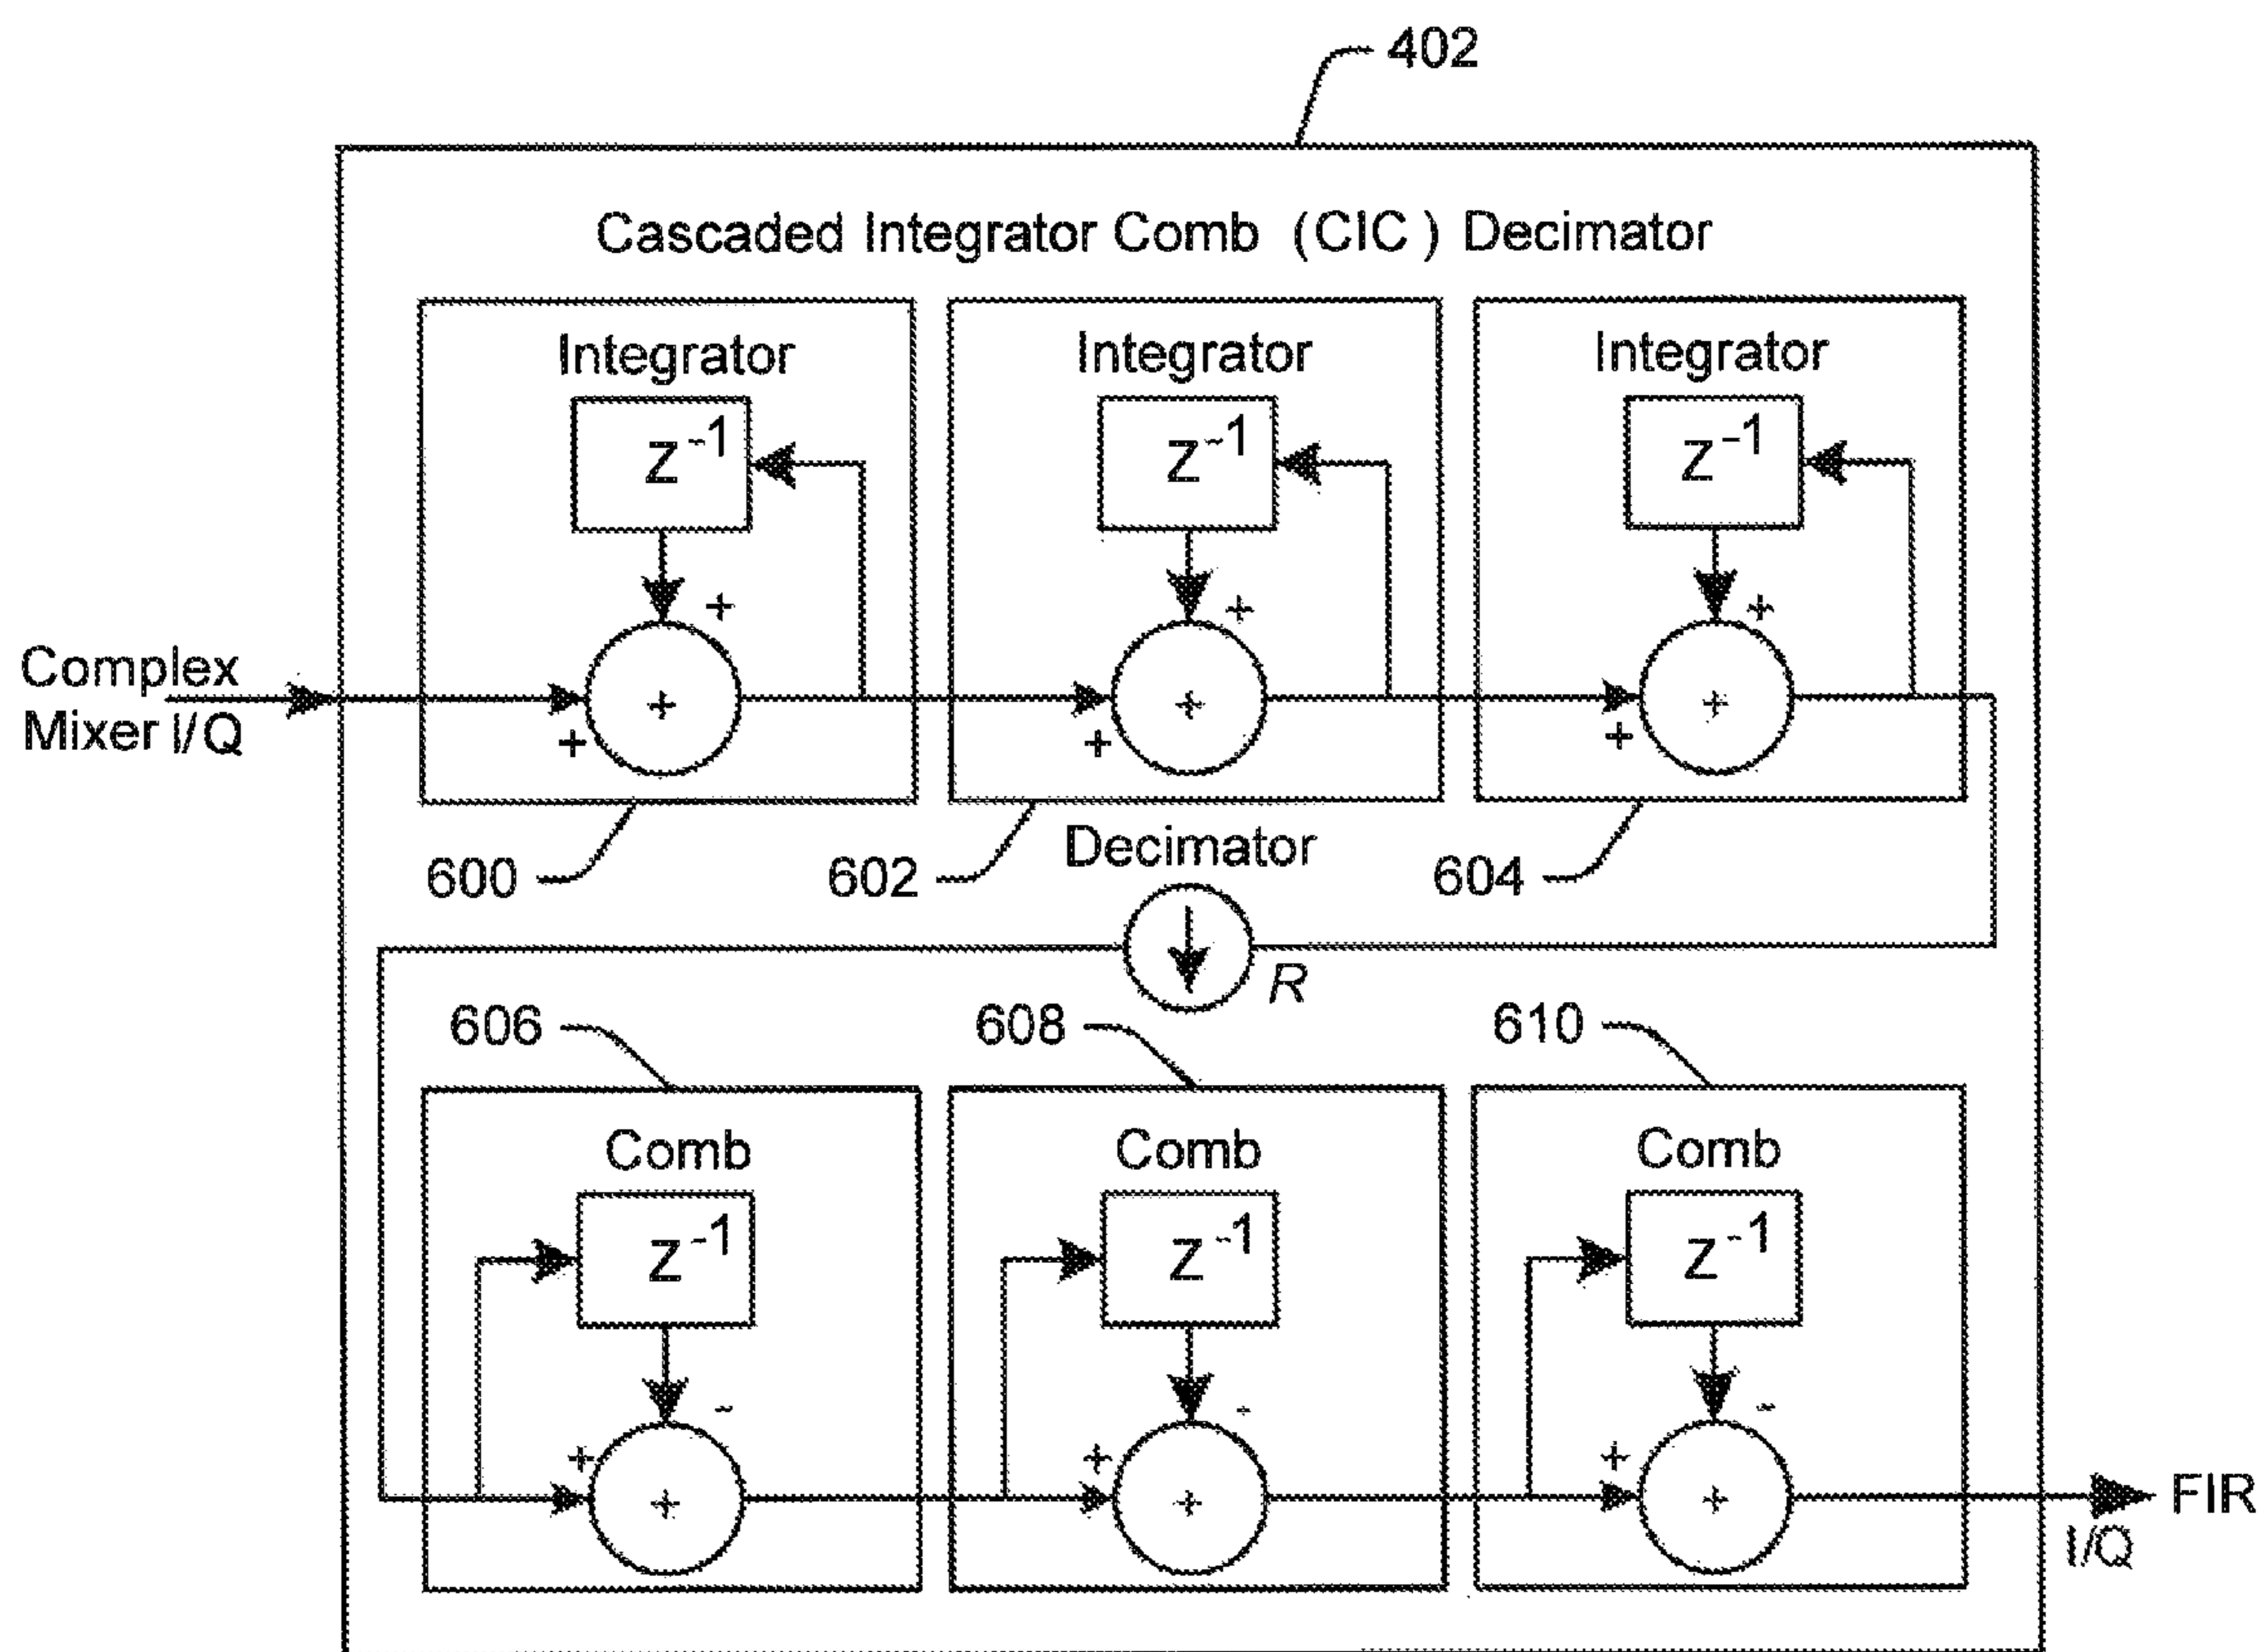 402
Cascaded Integrator Comb (CIC) Decimator
Integrator
Integrator
Integrator
Z⁻¹
Z⁻¹
Z⁻¹
+
+
+
Complex
Mixer I/Q
+
+
+
+
+
+
600
602
Decimator
604
R
606
608
610
Comb
Comb
Comb
Z⁻¹
Z⁻¹
Z⁻¹
-
-
-
+
+
+
+
+
+
FIR
I/Q